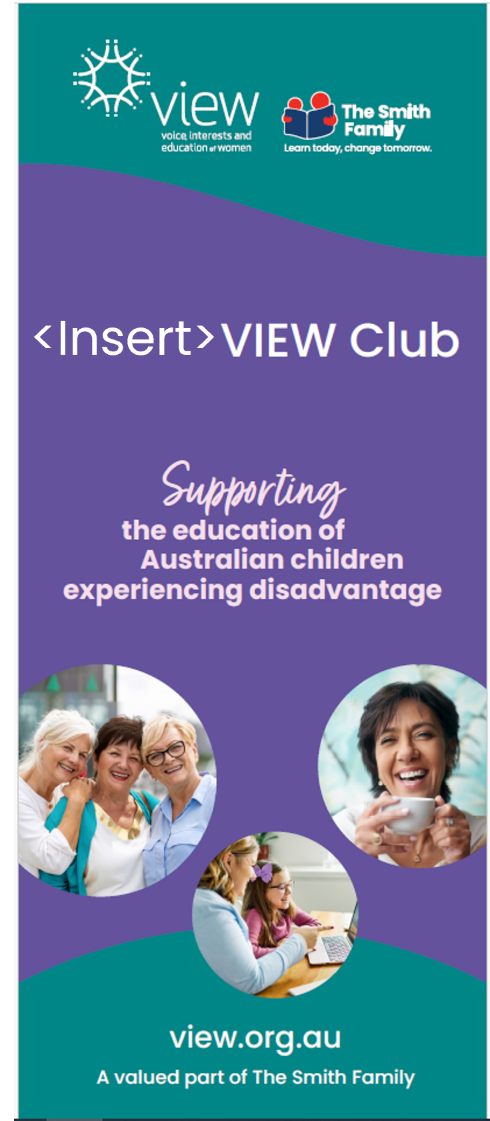 view
voice, interests and
education of women
The Smith
Family
Learn today, change tomorrow.
<Insert> VIEW Club
Supporting
the education of
Australian children
experiencing disadvantage
view.org.au
A valued part of The Smith Family